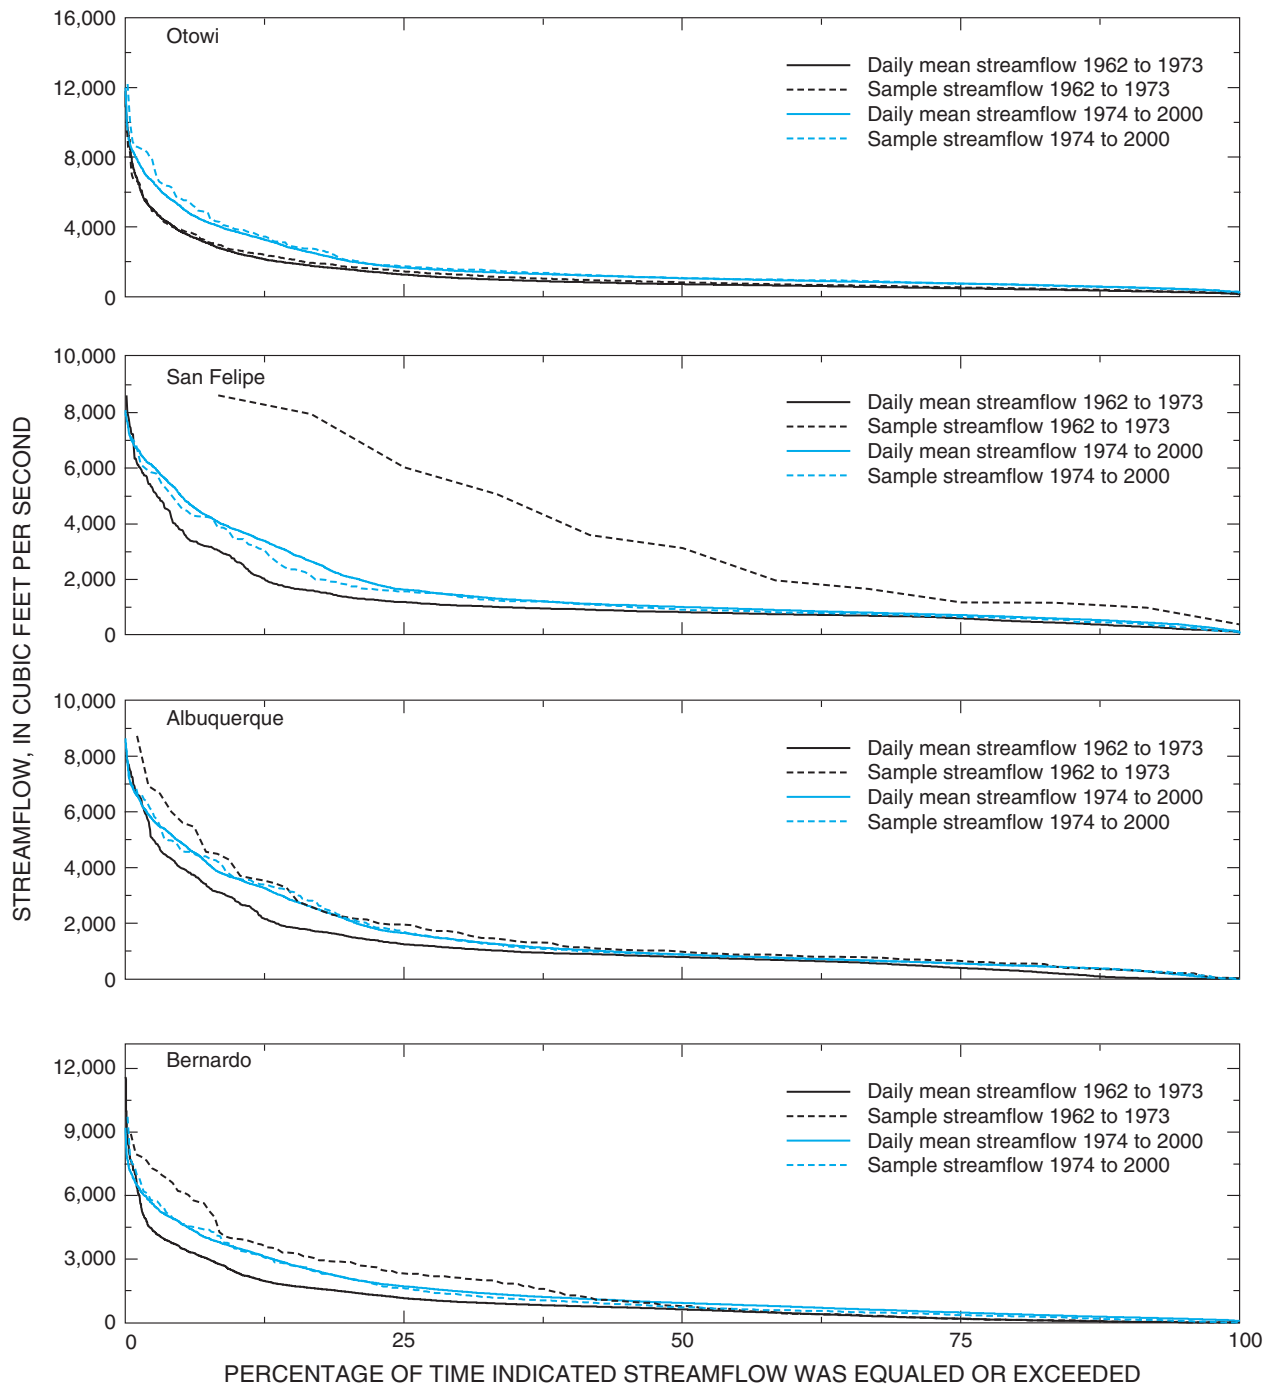 STREAMFLOW, IN CUBIC FEET PER SECOND
Otowi
16,000
12,000
8,000
4,000
0
Daily mean streamflow 1962 to 1973
Sample streamflow 1962 to 1973
Daily mean streamflow 1974 to 2000
Sample streamflow 1974 to 2000
San Felipe
10,000
8,000
6,000
4,000
2,000
0
Daily mean streamflow 1962 to 1973
Sample streamflow 1962 to 1973
Daily mean streamflow 1974 to 2000
Sample streamflow 1974 to 2000
Albuquerque
10,000
8,000
6,000
4,000
2,000
0
Daily mean streamflow 1962 to 1973
Sample streamflow 1962 to 1973
Daily mean streamflow 1974 to 2000
Sample streamflow 1974 to 2000
Bernardo
12,000
9,000
6,000
3,000
0
Daily mean streamflow 1962 to 1973
Sample streamflow 1962 to 1973
Daily mean streamflow 1974 to 2000
Sample streamflow 1974 to 2000
0 25 50 75 100
PERCENTAGE OF TIME INDICATED STREAMFLOW WAS EQUALED OR EXCEEDED